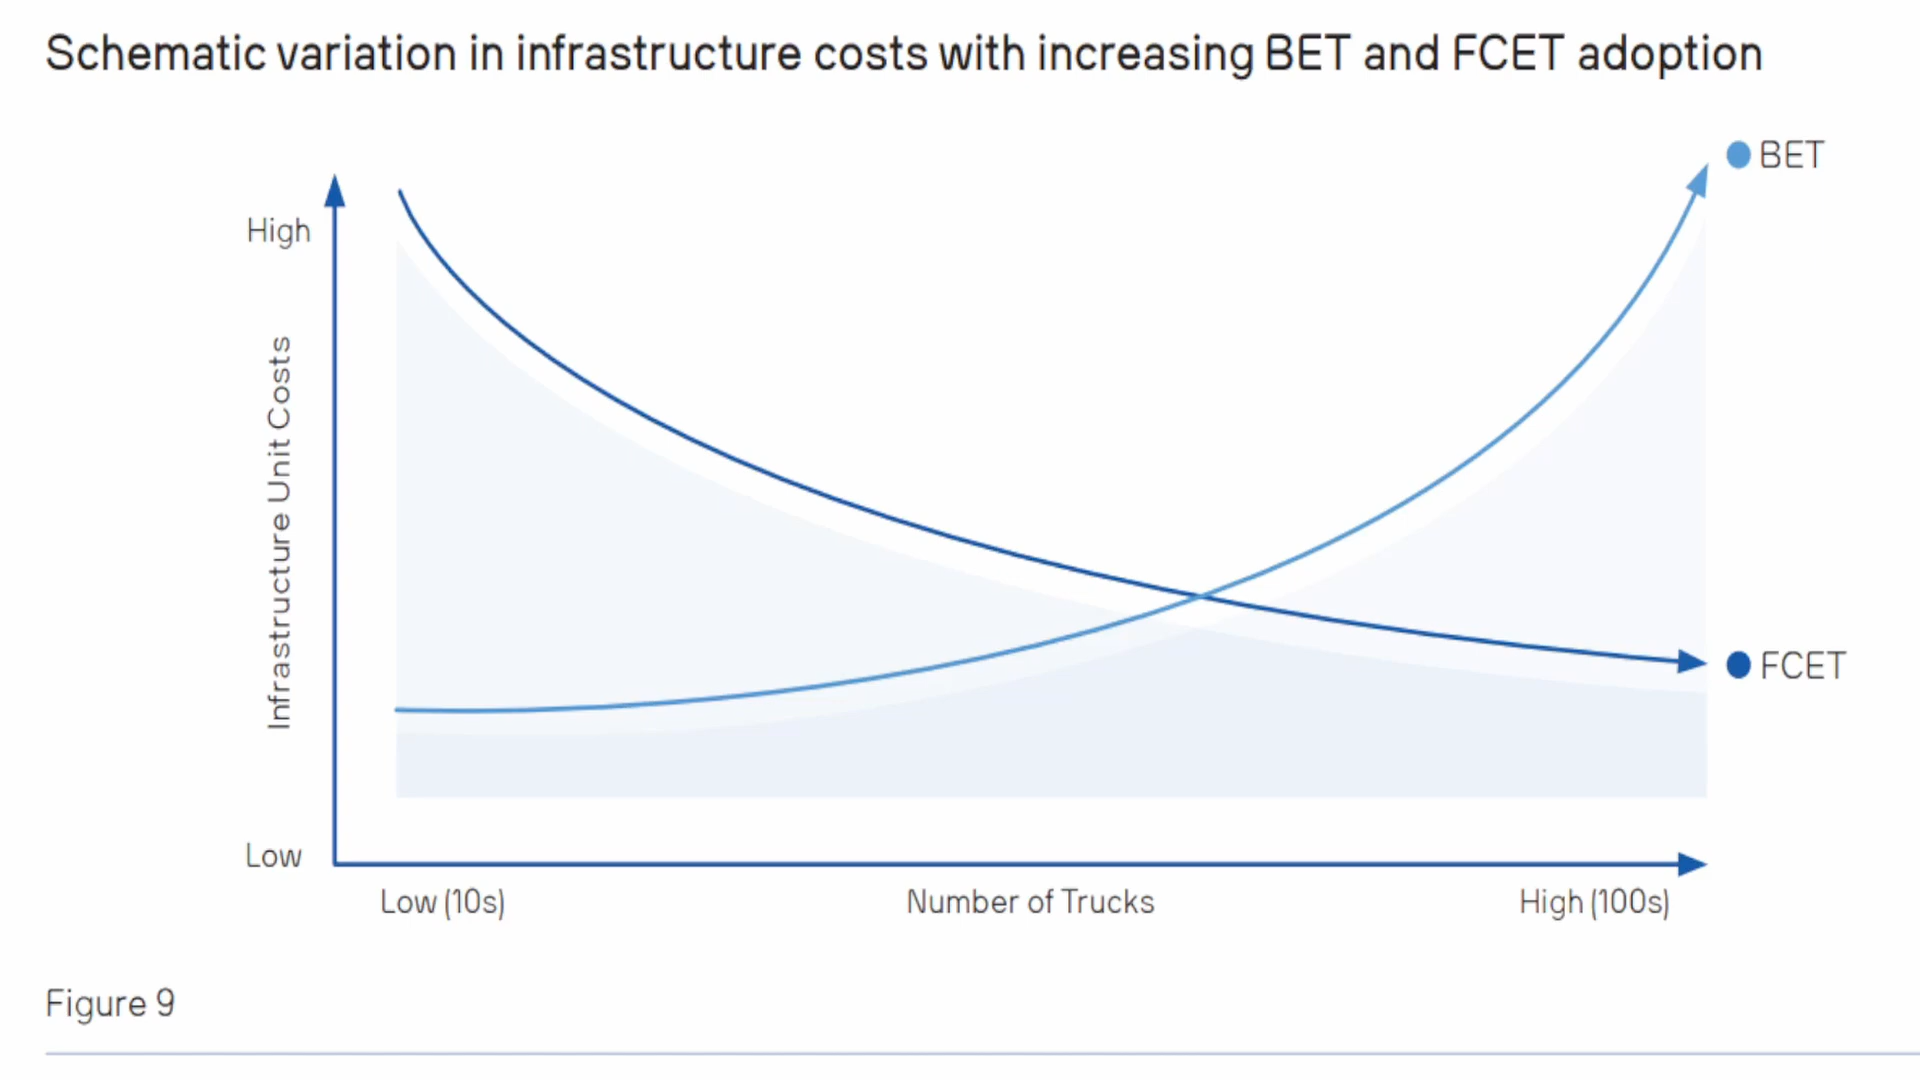 Schematic variation in infrastructure costs with increasing BET and FCET adoption
BET
High
Infrastructure Unit Costs
FCET
Low
Low (10s)
Number of Trucks
High (100s)
Figure 9